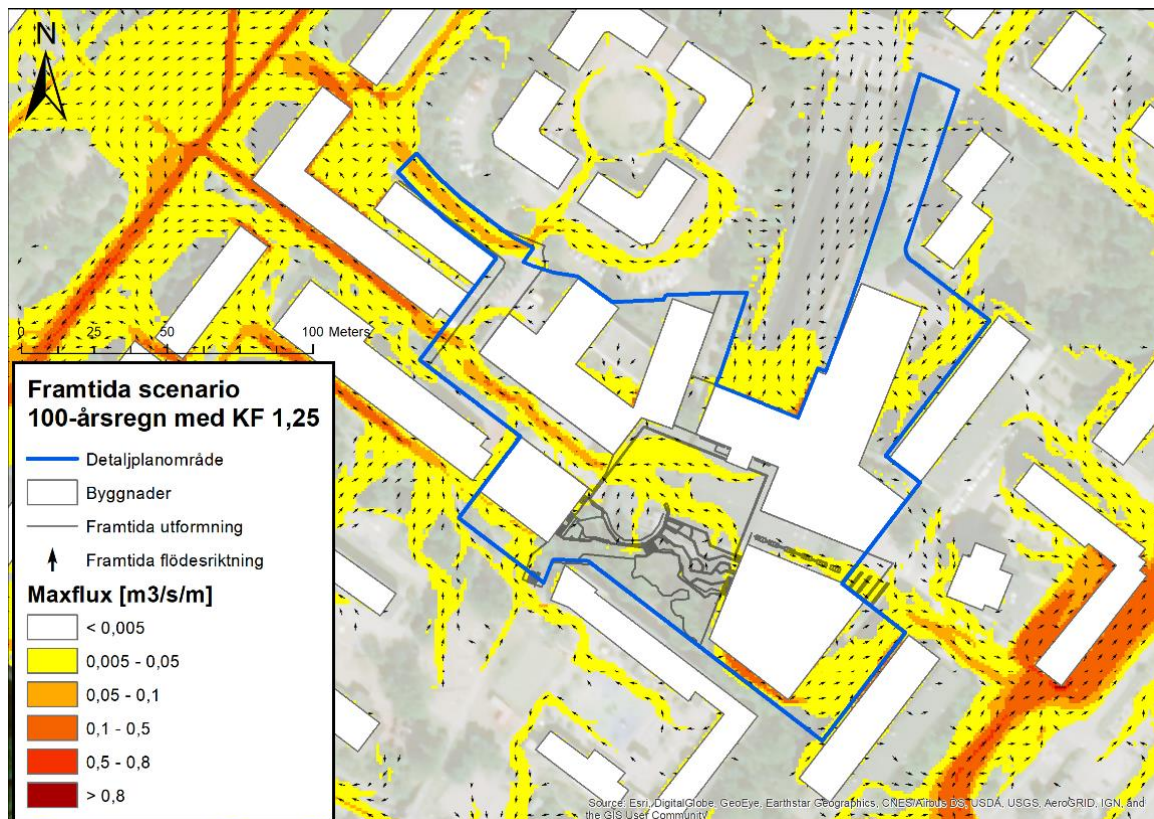 N
0 25 50 100 Meters
Framtida scenario
100-årsregn med KF 1,25
Detaljplanområde
Byggnader
Framtida utformning
Framtida flödesriktning
Maxflux [m3/s/m]
< 0,005
0,005 - 0,05
0,05 - 0,1
0,1 - 0,5
0,5 - 0,8
> 0,8
Source: Esri, DigitalGlobe, GeoEye, Earthstar Geographics, CNES/Airbus DS, USDA, USGS, AeroGRID, IGN, and
the GIS User Community